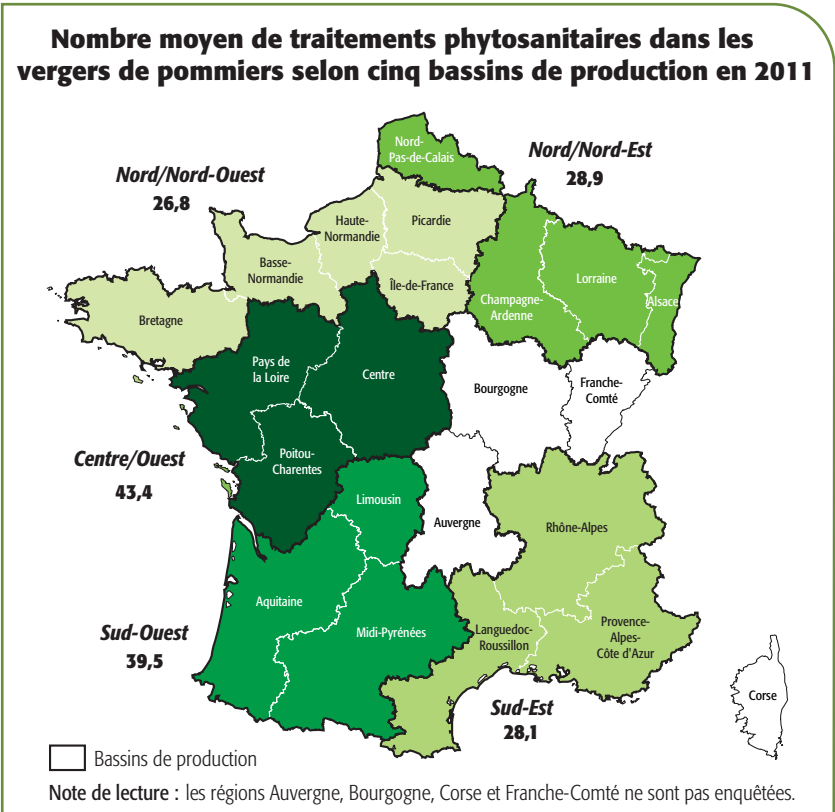 Nombre moyen de traitements phytosanitaires dans les
vergers de pommiers selon cinq bassins de production en 2011
Nord-
Pas-de-Calais
Nord/Nord-Est
28,9
Nord/Nord-Ouest
26,8
Haute-
Normandie
Picardie
Basse-
Normandie
Île-de-France
Champagne-
Ardenne
Lorraine
Alsace
Bretagne
Pays de
la Loire
Centre
Bourgogne
Franche-
Comté
Centre/Ouest
43,4
Poitou-
Charentes
Limousin
Auvergne
Rhône-Alpes
Aquitaine
Midi-Pyrénées
Languedoc-
Roussillon
Provence-
Alpes-
Côte d'Azur
Sud-Ouest
39,5
Sud-Est
28,1
Corse
Bassins de production
Note de lecture : les régions Auvergne, Bourgogne, Corse et Franche-Comté ne sont pas enquêtées.